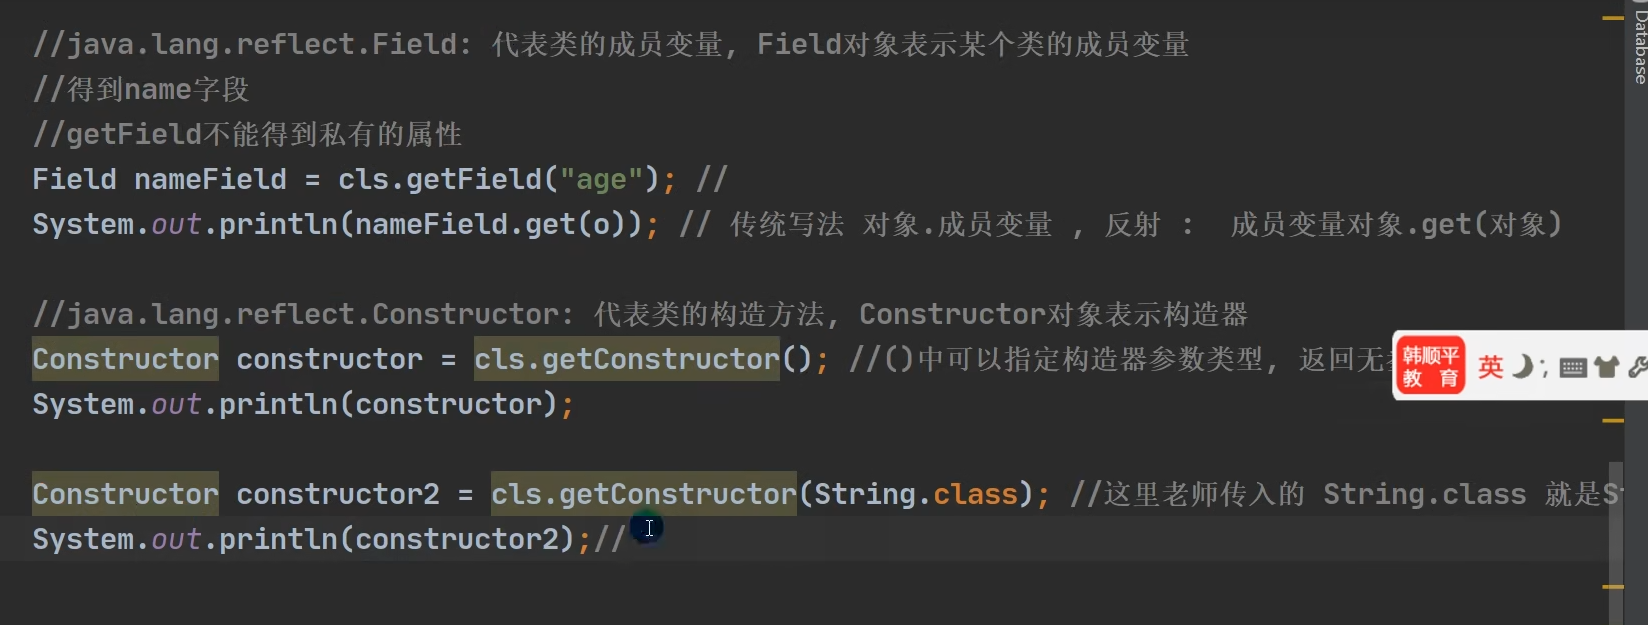 //java.lang.reflect.Field: 代表类的成员变量, Field对象表示某个类的成员变量
//得到name字段
//getField不能得到私有的属性
Field nameField = cls.getField("age"); //
System.out.println(nameField.get(o)); // 传统写法 对象.成员变量 , 反射 : 成员变量对象.get(对象)
//java.lang.reflect.Constructor: 代表类的构造方法, Constructor对象表示构造器
Constructor constructor = cls.getConstructor(); //()中可以指定构造器参数类型, 返回无
System.out.println(constructor);
Constructor constructor2 = cls.getConstructor(String.class); //这里老师传入的 String.class 就是S
System.out.println(constructor2);//
Database
韩顺平
教 育
英